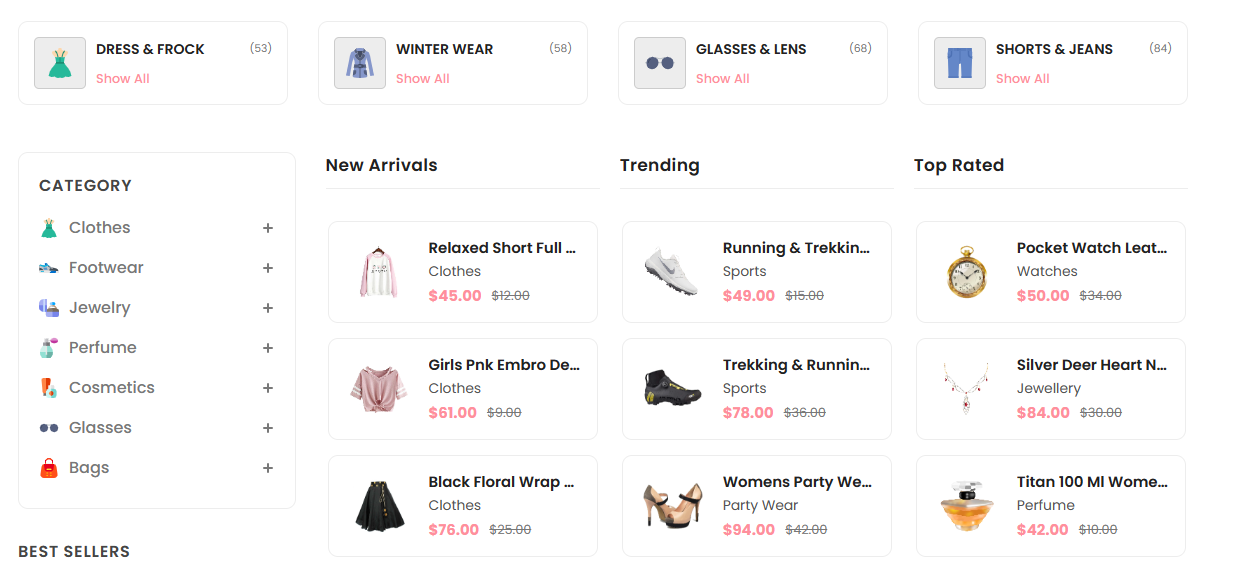 DRESS & FROCK (53)
Show All
WINTER WEAR (58)
Show All
GLASSES & LENS (68)
Show All
SHORTS & JEANS (84)
Show All
CATEGORY
Clothes +
Footwear +
Jewelry +
Perfume +
Cosmetics +
Glasses +
Bags +
BEST SELLERS
New Arrivals
Relaxed Short Full ...
Clothes
$45.00 $12.00
Girls Pnk Embro De...
Clothes
$61.00 $9.00
Black Floral Wrap ...
Clothes
$76.00 $25.00
Trending
Running & Trekkin...
Sports
$49.00 $15.00
Trekking & Runnin...
Sports
$78.00 $36.00
Womens Party We...
Party Wear
$94.00 $42.00
Top Rated
Pocket Watch Leat...
Watches
$50.00 $34.00
Silver Deer Heart N...
Jewellery
$84.00 $30.00
Titan 100 Ml Wome...
Perfume
$42.00 $10.00